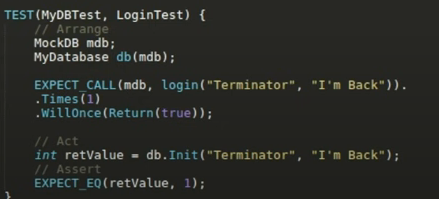 TEST(MyDBTest, LoginTest) {
// Arrange
MockDB mdb;
MyDatabase db(mdb);
EXPECT_CALL(mdb, login("Terminator", "I'm Back")).
.Times(1)
.WillOnce(Return(true));
// Act
int retValue = db.Init("Terminator", "I'm Back");
// Assert
EXPECT_EQ(retValue, 1);
}